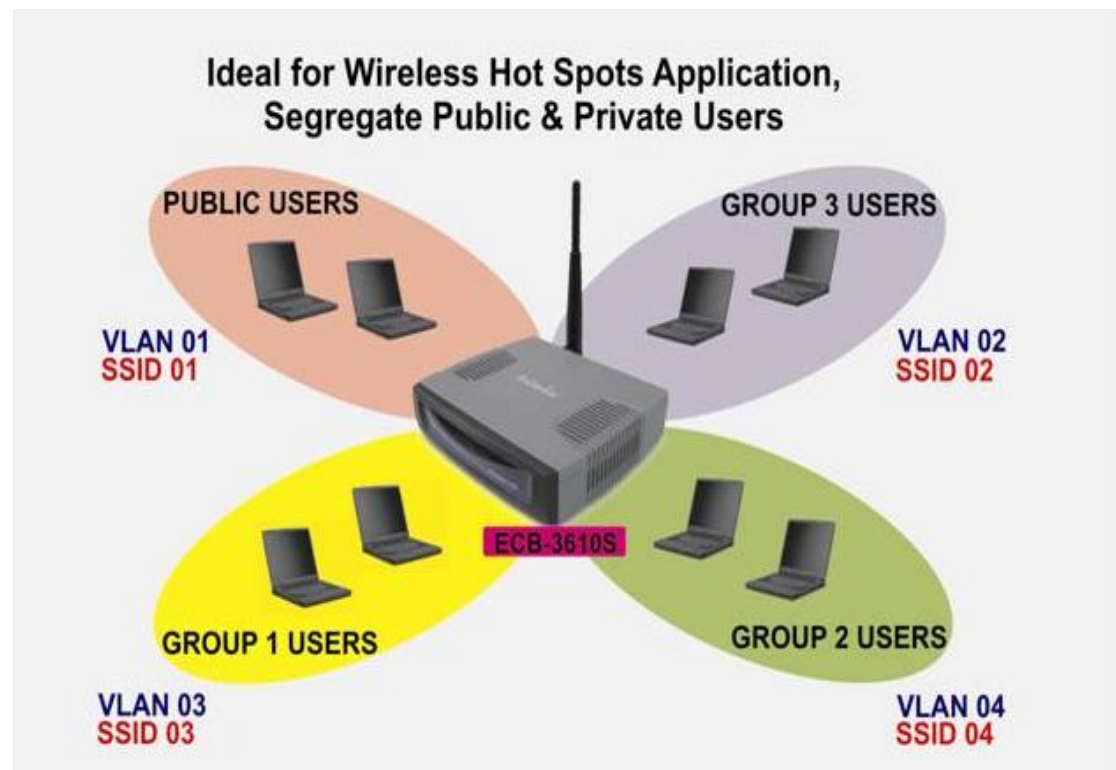 Ideal for Wireless Hot Spots Application,
Segregate Public & Private Users
PUBLIC USERS
GROUP 3 USERS
VLAN 01
SSID 01
VLAN 02
SSID 02
ECB-3610S
GROUP 1 USERS
GROUP 2 USERS
VLAN 03
SSID 03
VLAN 04
SSID 04